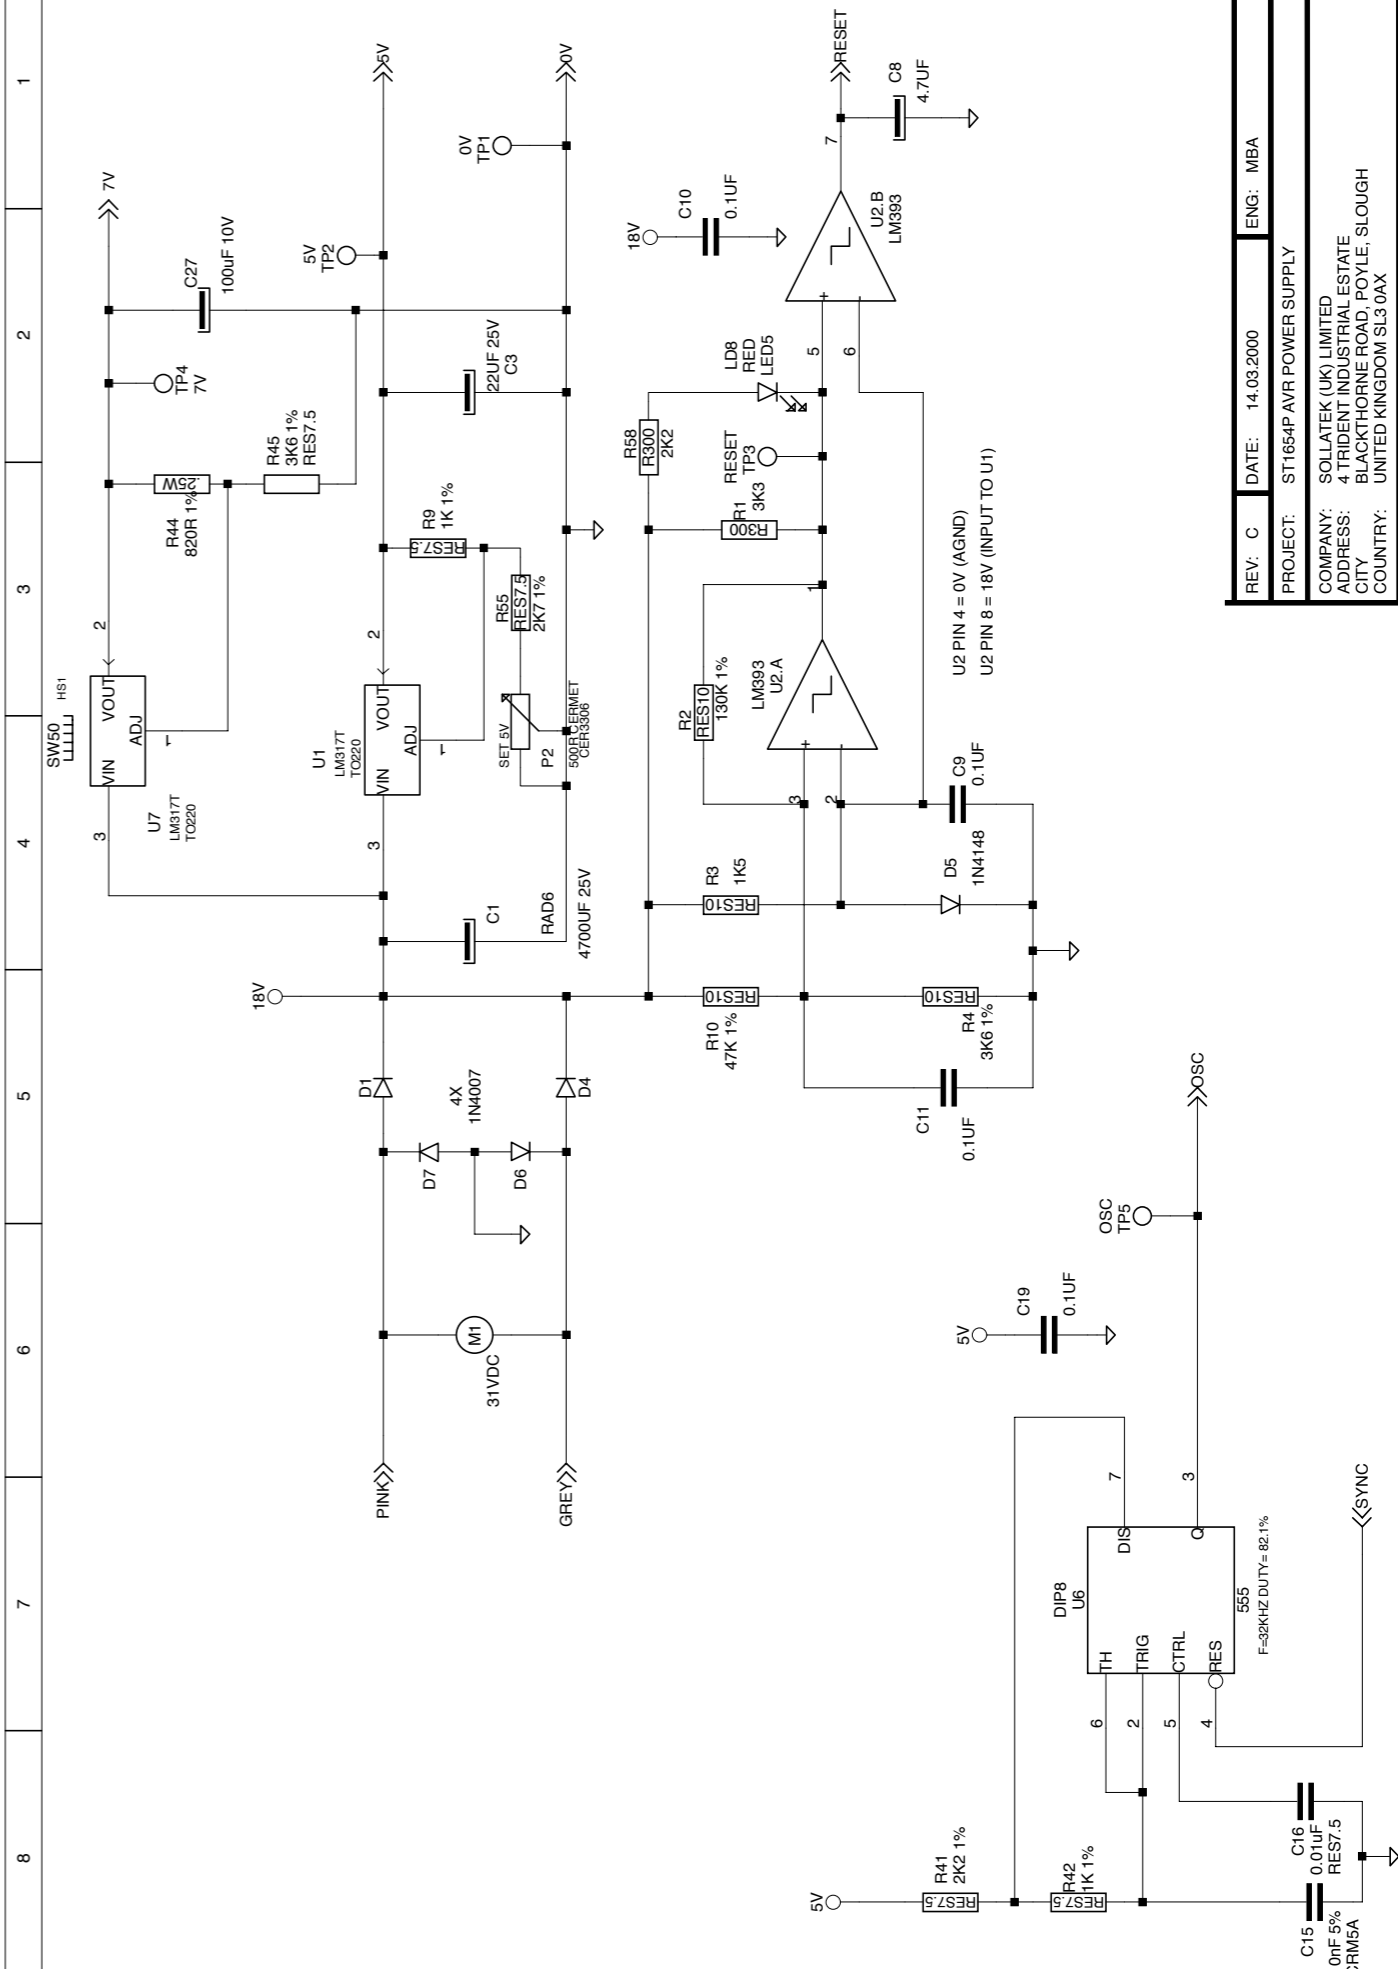 1
2
3
4
5
6
7
8
SW50
HS1
VIN
VOUT
ADJ
3
2
1
U7
LM317T
TO220
R44
820R 1%
.25W
R45
3K6 1%
RES7.5
TP4
7V
C27
100uF 10V
7V
18V
U1
LM317T
TO220
VIN
VOUT
ADJ
3
2
1
R9
1K 1%
RES7.5
R55
RES7.5
2K7 1%
SET 5V
P2
500R CERMET
CER3306
C1
RAD6
4700UF 25V
22UF 25V
C3
5V
TP2
0V
TP1
5V
0V
PINK
GREY
M1
31VDC
D1
D7
D6
D4
4X
1N4007
R10
47K 1%
RES10
R3
1K5
RES10
R4
3K6 1%
RES10
C11
0.1UF
D5
1N4148
C9
0.1UF
R2
RES10
130K 1%
LM393
U2.A
3
2
1
+
R1
3K3
R300
R58
R300
2K2
RESET
TP3
LD8
RED
LED5
5
6
+
7
U2.B
LM393
18V
C10
0.1UF
RESET
C8
4.7UF
U2 PIN 4 = 0V (AGND)
U2 PIN 8 = 18V (INPUT TO U1)
5V
R41
2K2 1%
RES7.5
R42
1K 1%
RES7.5
C15
0nF 5%
CRM5A
C16
0.01uF
RES7.5
DIP8
U6
TH
TRIG
CTRL
RES
DIS
Q
6
2
5
4
7
3
555
F=32KHZ DUTY= 82.1%
SYNC
5V
C19
0.1UF
OSC
TP5
OSC
REV: C
DATE: 14.03.2000
ENG: MBA
PROJECT: ST1654P AVR POWER SUPPLY
COMPANY: SOLLATEK (UK) LIMITED
ADDRESS: 4 TRIDENT INDUSTRIAL ESTATE
CITY BLACKTHORNE ROAD, POYLE, SLOUGH
COUNTRY: UNITED KINGDOM SL3 0AX